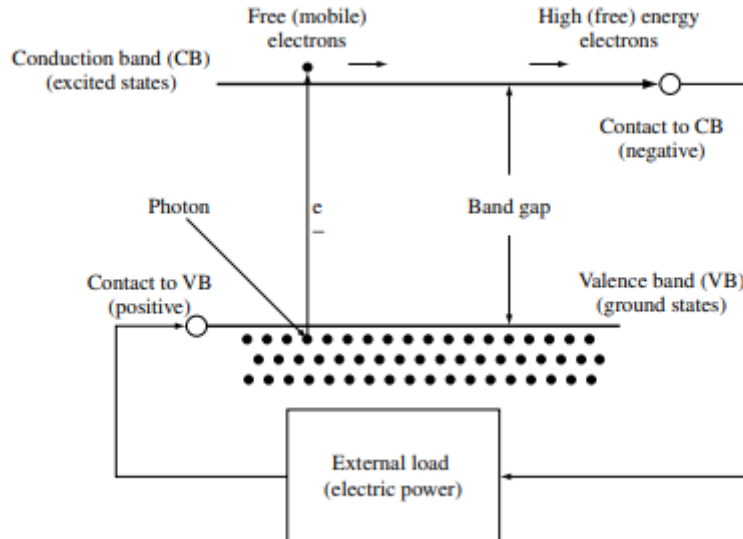 Free (mobile)
electrons
High (free) energy
electrons
Conduction band (CB)
(excited states)
Contact to CB
(negative)
Photon
e
–
Band gap
Contact to VB
(positive)
Valence band (VB)
(ground states)
External load
(electric power)